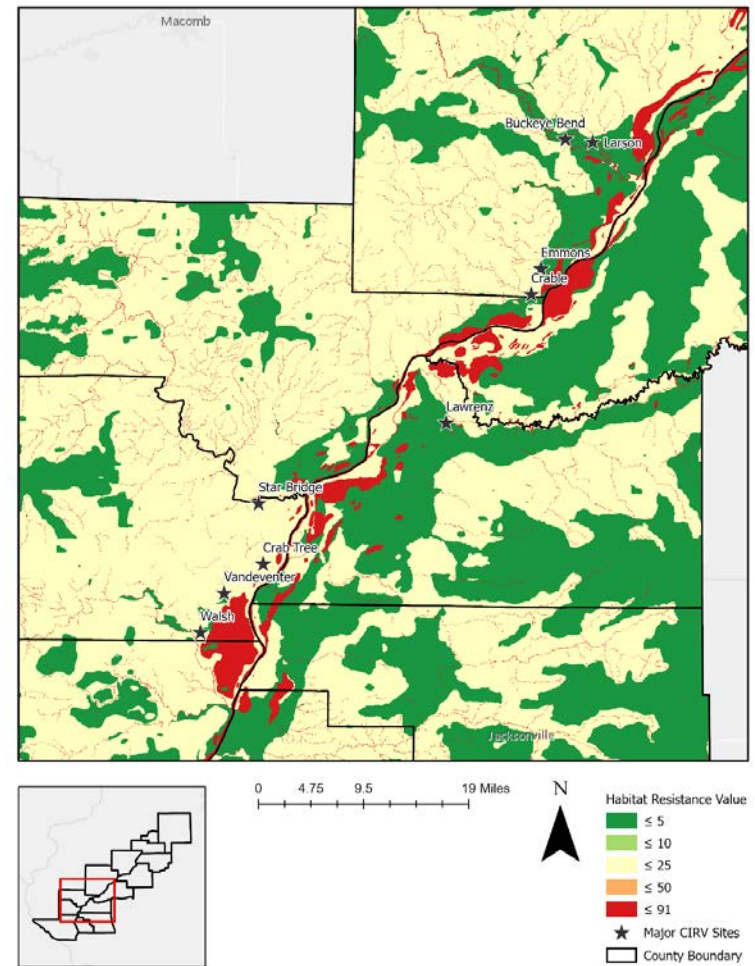 Macomb
Buckeye Bend
Larson
Emmons
Crable
Lawrenz
Star Bridge
Crab Tree
Vandeventer
Walsh
Jacksonville
0 4.75 9.5 19 Miles
N
Habitat Resistance Value
≤ 5
≤ 10
≤ 25
≤ 50
≤ 91
Major CIRV Sites
County Boundary